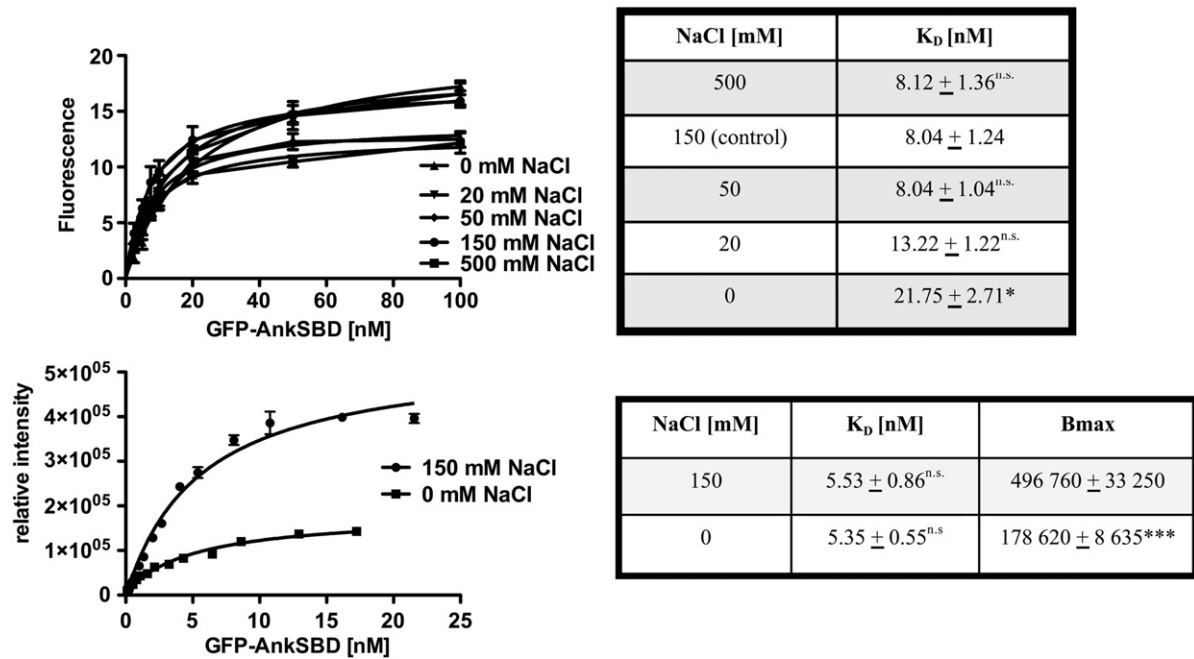 20
15
10
5
0
Fluorescence
0 mM NaCl
20 mM NaCl
50 mM NaCl
150 mM NaCl
500 mM NaCl
0 20 40 60 80 100
GFP-AnkSBD [nM]
NaCl [mM] K_D [nM]
500 8.12 ± 1.36^n.s.
150 (control) 8.04 ± 1.24
50 8.04 ± 1.04^n.s.
20 13.22 ± 1.22^n.s.
0 21.75 ± 2.71*
5×10^05
4×10^05
3×10^05
2×10^05
1×10^05
0
relative intensity
150 mM NaCl
0 mM NaCl
0 5 10 15 20 25
GFP-AnkSBD [nM]
NaCl [mM] K_D [nM] Bmax
150 5.53 ± 0.86^n.s. 496 760 ± 33 250
0 5.35 ± 0.55^n.s 178 620 ± 8 635***